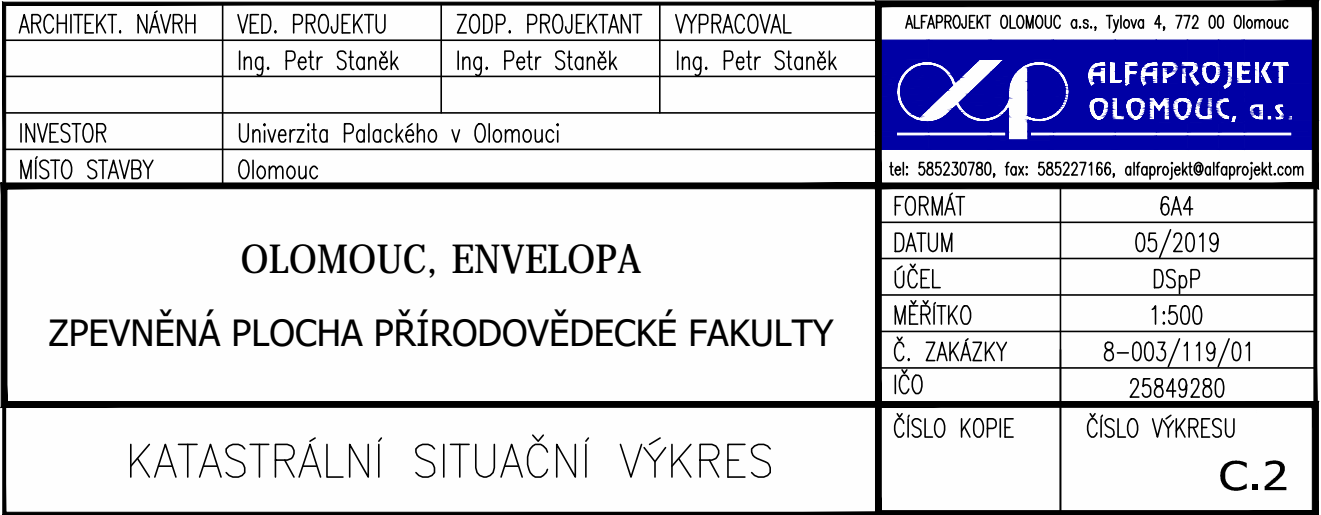 ARCHITEKT. NÁVRH VED. PROJEKTU ZODP. PROJEKTANT VYPRACOVAL
Ing. Petr Staněk Ing. Petr Staněk Ing. Petr Staněk
INVESTOR Univerzita Palackého v Olomouci
MÍSTO STAVBY Olomouc
ALFAPROJEKT OLOMOUC a.s., Tylova 4, 772 00 Olomouc
ALFAPROJEKT
OLOMOUC, a.s.
tel: 585230780, fax: 585227166, alfaprojekt@alfaprojekt.com
OLOMOUC, ENVELOPA
ZPEVNĚNÁ PLOCHA PŘÍRODOVĚDECKÉ FAKULTY
FORMÁT 6A4
DATUM 05/2019
ÚČEL DSpP
MĚŘÍTKO 1:500
Č. ZAKÁZKY 8-003/119/01
IČO 25849280
KATASTRÁLNÍ SITUAČNÍ VÝKRES
ČÍSLO KOPIE ČÍSLO VÝKRESU
C.2